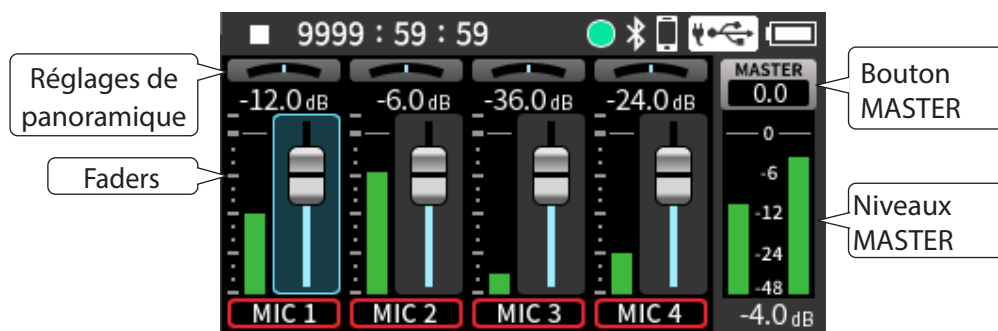 9999 : 59 : 59
Réglages de
panoramique
Faders
-12.0 dB
-6.0 dB
-36.0 dB
-24.0 dB
MASTER
0.0
Bouton
MASTER
0
-6
-12
-24
-48
Niveaux
MASTER
MIC 1
MIC 2
MIC 3
MIC 4
-4.0 dB